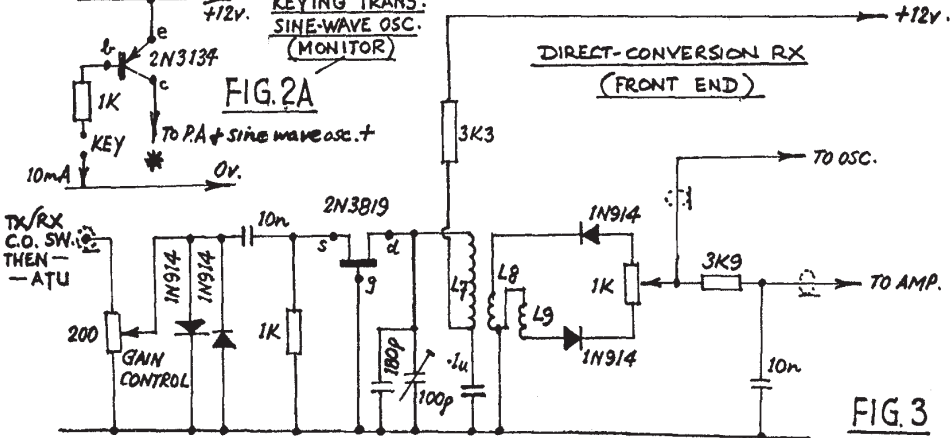 +12v.
KEYING TRANS.
SINE-WAVE OSC.
(MONITOR)
b
e
2N3134
c
1K
FIG. 2A
KEY
TO P.A & sine wave osc. +
10mA
0v.
+12v.
DIRECT-CONVERSION RX
(FRONT END)
3K3
TO OSC.
TX/RX
C.O. SW.
THEN —
— ATU
10n
2N3819
s
d
g
1N914
1N914
200
GAIN
CONTROL
1K
180p
100p
L7
.1u
L8
L9
1N914
1K
1N914
3K9
TO AMP.
10n
FIG. 3